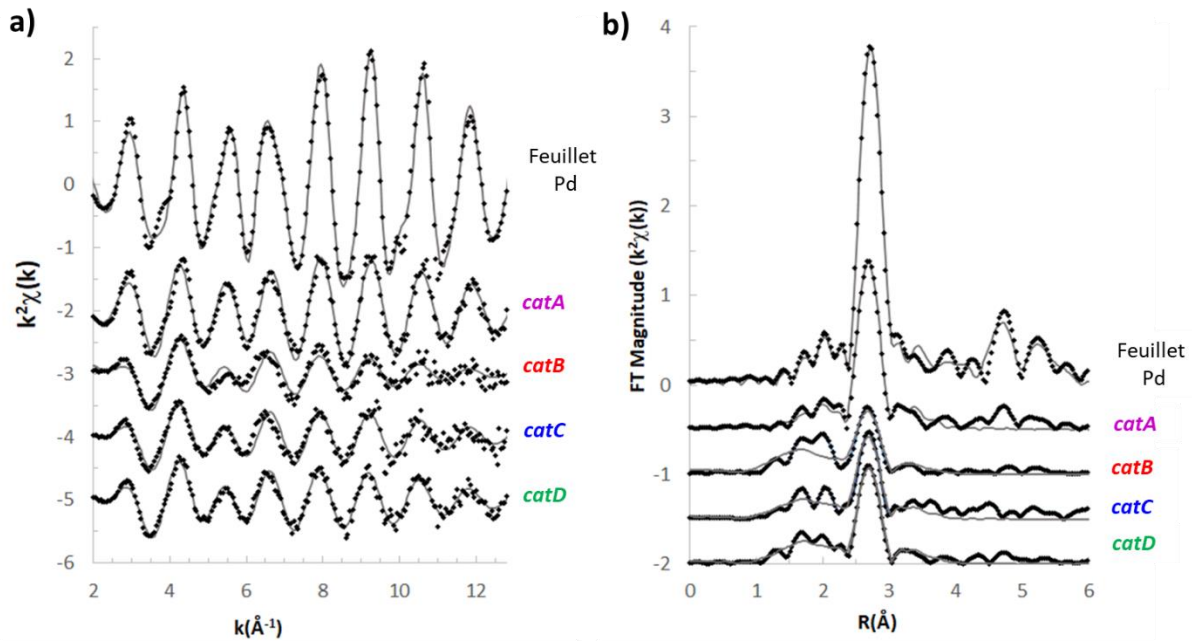 a)
2
1
0
-1
-2
-3
-4
-5
-6
k²χ(k)
2 4 6 8 10 12
k(Å⁻¹)
Feuillet
Pd
catA
catB
catC
catD
b)
4
3
2
1
0
-1
-2
FT Magnitude (k²χ(k))
0 1 2 3 4 5 6
R(Å)
Feuillet
Pd
catA
catB
catC
catD